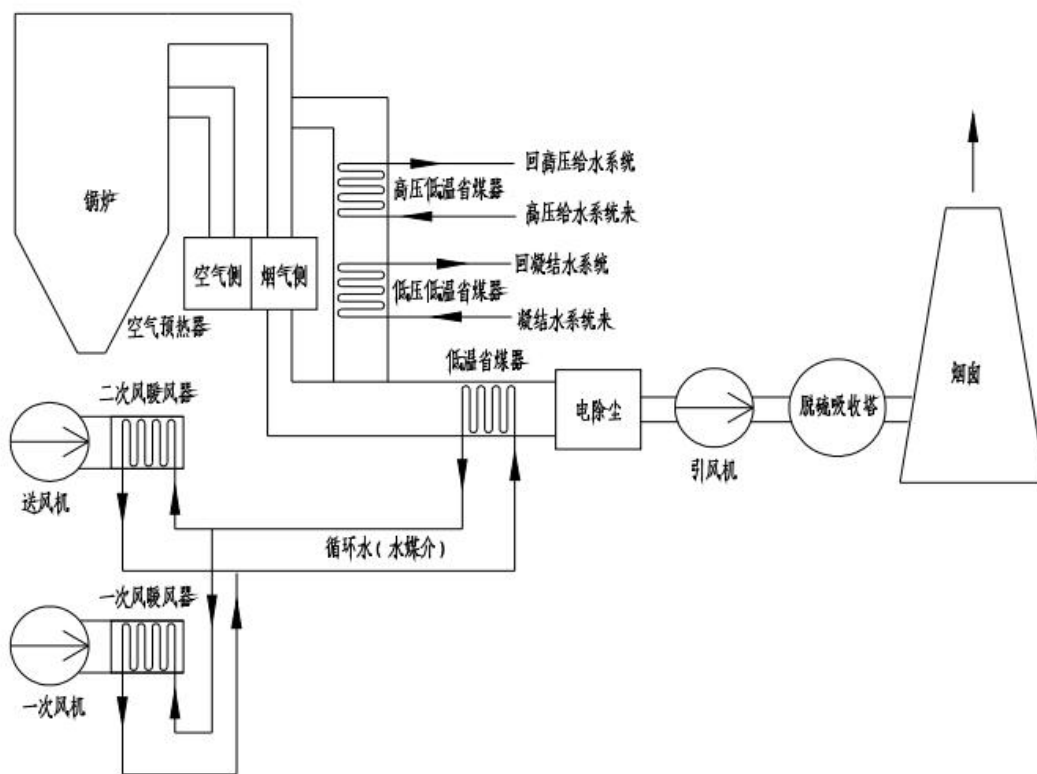 回高压给水系统
高压低温省煤器
高压给水系统来
锅炉
空气侧
烟气侧
回凝结水系统
低压低温省煤器
凝结水系统来
空气预热器
低温省煤器
烟囱
二次风暖风器
电除尘
脱硫吸收塔
引风机
送风机
循环水(水媒介)
一次风暖风器
一次风机